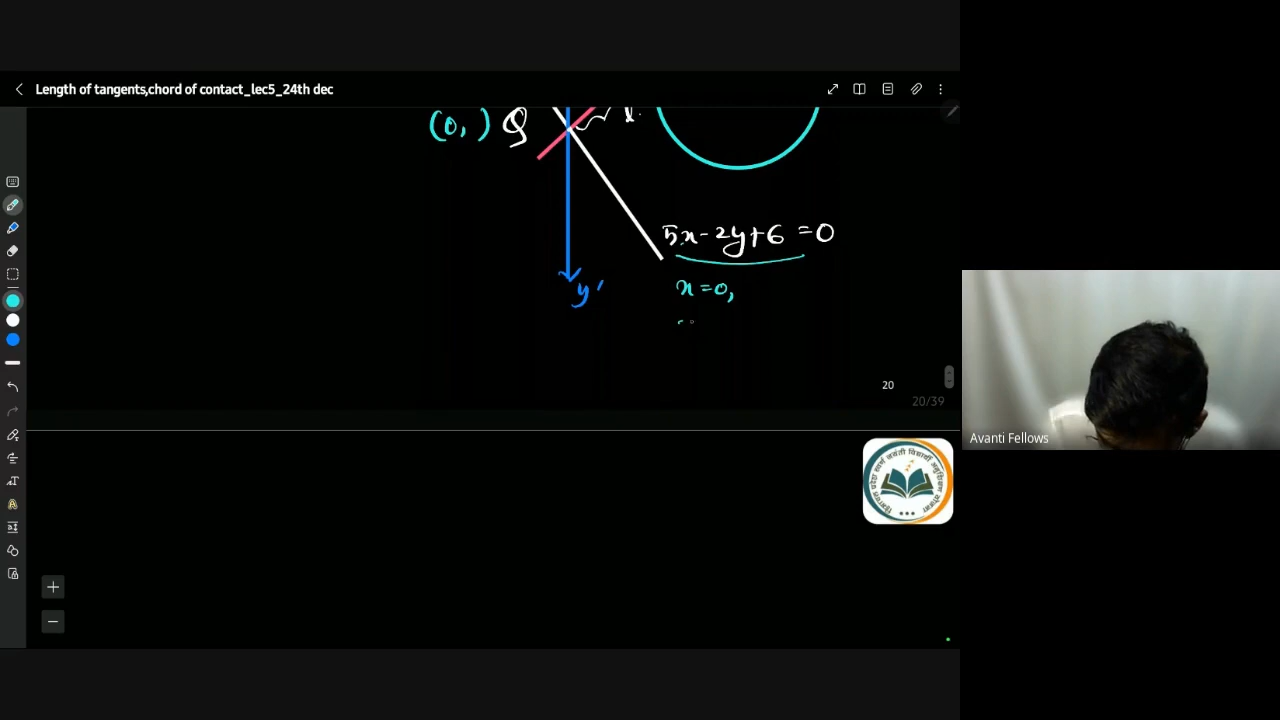 Length of tangents,chord of contact_lec5_24th dec
(0, ) Q l.
5x-2y+6=0
y'
x=0,
20
20/39
Avanti Fellows